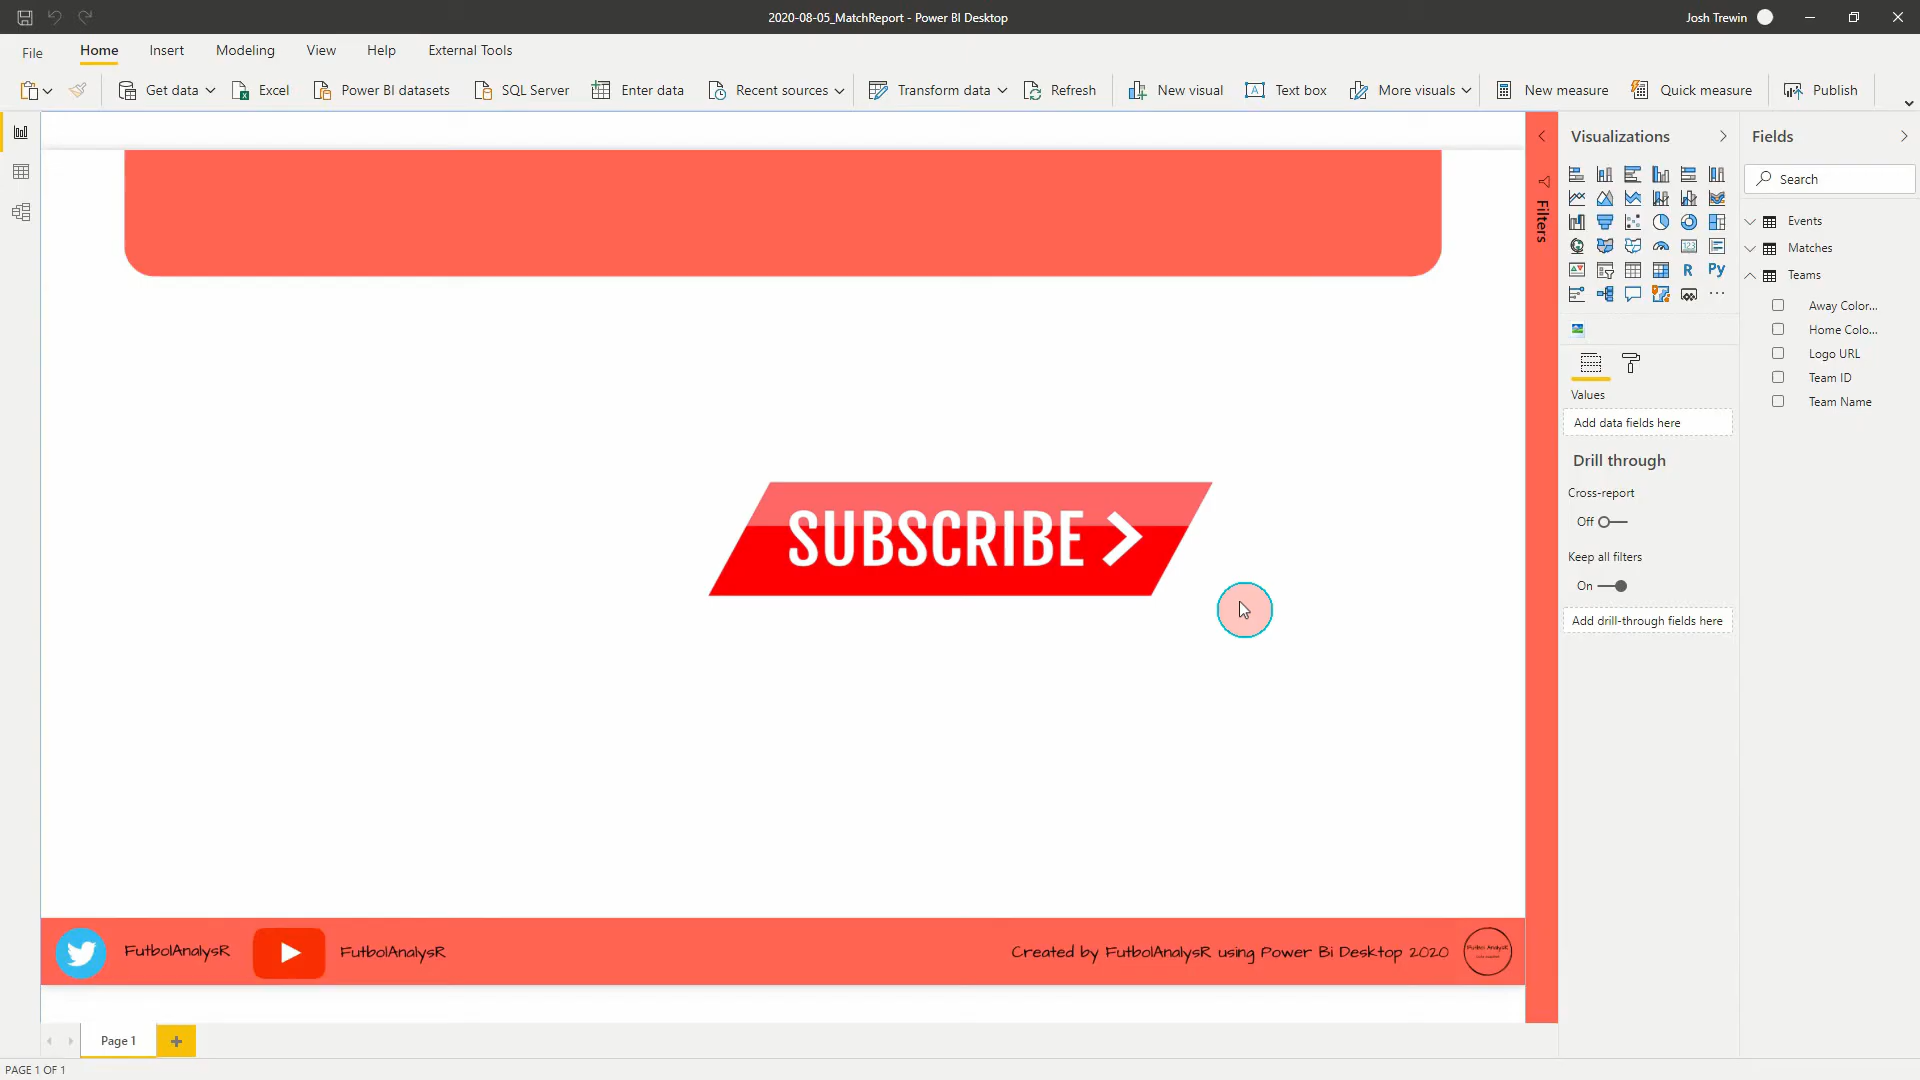 2020-08-05_MatchReport - Power BI Desktop
Josh Trewin
File Home Insert Modeling View Help External Tools
Get data Excel Power BI datasets SQL Server Enter data Recent sources Transform data Refresh New visual Text box More visuals New measure Quick measure Publish
Filters
Visualizations
R
Py
123
Values
Add data fields here
Drill through
Cross-report
Off
Keep all filters
On
Add drill-through fields here
Fields
Search
Events
Matches
Teams
Away Color...
Home Colo...
Logo URL
Team ID
Team Name
SUBSCRIBE
FutbolAnalysR
FutbolAnalysR
Created by FutbolAnalysR using Power Bi Desktop 2020
Page 1
PAGE 1 OF 1